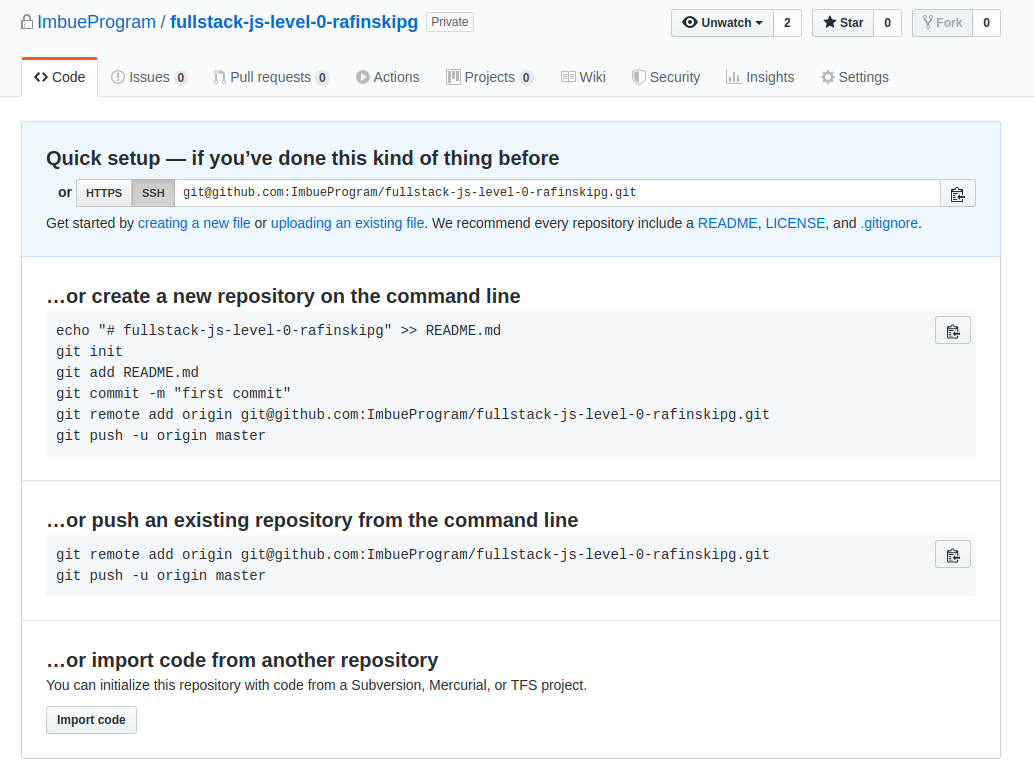 ImbueProgram / fullstack-js-level-0-rafinskipg Private Unwatch 2 Star 0 Fork 0
Code Issues 0 Pull requests 0 Actions Projects 0 Wiki Security Insights Settings
Quick setup — if you’ve done this kind of thing before
or HTTPS SSH git@github.com:ImbueProgram/fullstack-js-level-0-rafinskipg.git
Get started by creating a new file or uploading an existing file. We recommend every repository include a README, LICENSE, and .gitignore.
…or create a new repository on the command line
echo "# fullstack-js-level-0-rafinskipg" >> README.md
git init
git add README.md
git commit -m "first commit"
git remote add origin git@github.com:ImbueProgram/fullstack-js-level-0-rafinskipg.git
git push -u origin master
…or push an existing repository from the command line
git remote add origin git@github.com:ImbueProgram/fullstack-js-level-0-rafinskipg.git
git push -u origin master
…or import code from another repository
You can initialize this repository with code from a Subversion, Mercurial, or TFS project.
Import code